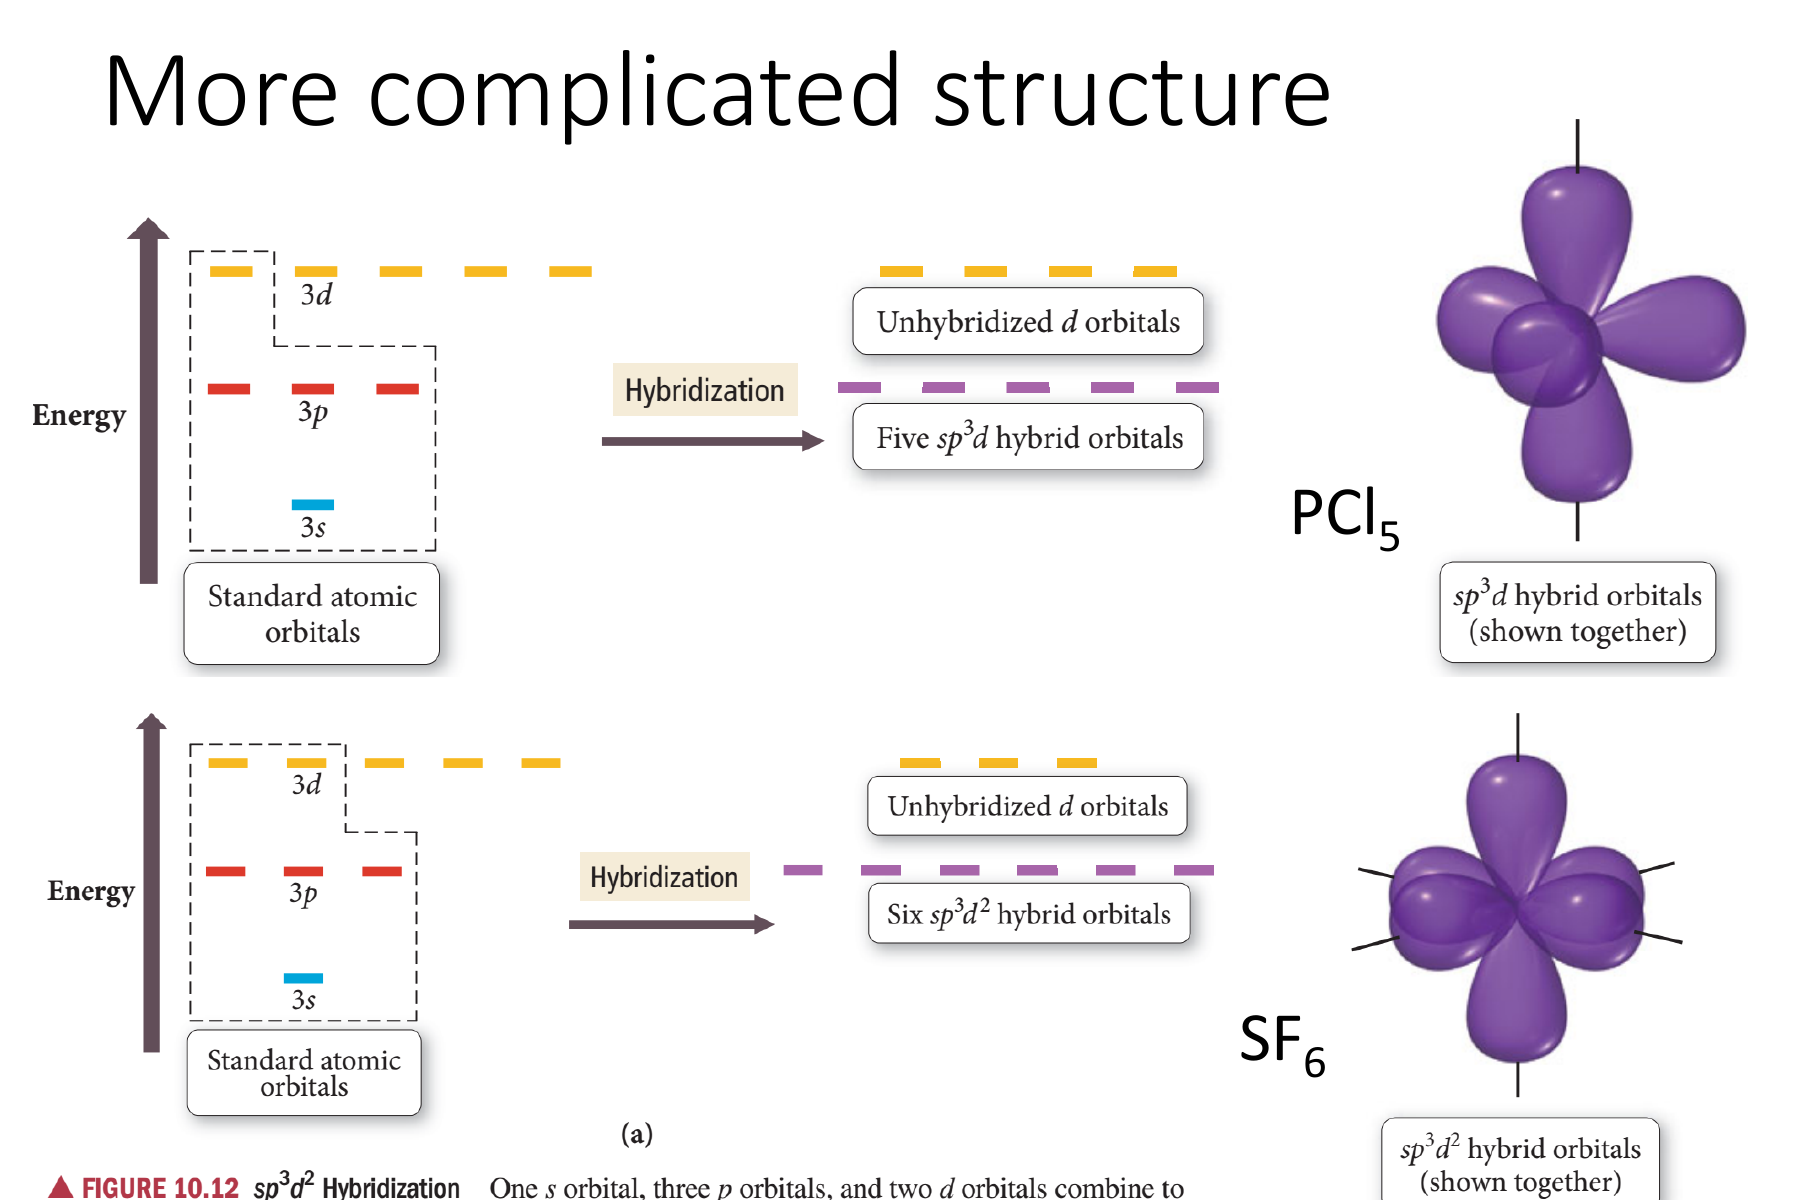 More complicated structure
3d
3p
3s
Energy
Standard atomic
orbitals
Hybridization
Unhybridized d orbitals
Five sp³d hybrid orbitals
PCl₅
sp³d hybrid orbitals
(shown together)
3d
3p
3s
Energy
Standard atomic
orbitals
Hybridization
Unhybridized d orbitals
Six sp³d² hybrid orbitals
SF₆
sp³d² hybrid orbitals
(shown together)
(a)
▲ FIGURE 10.12 sp³d² Hybridization One s orbital, three p orbitals, and two d orbitals combine to